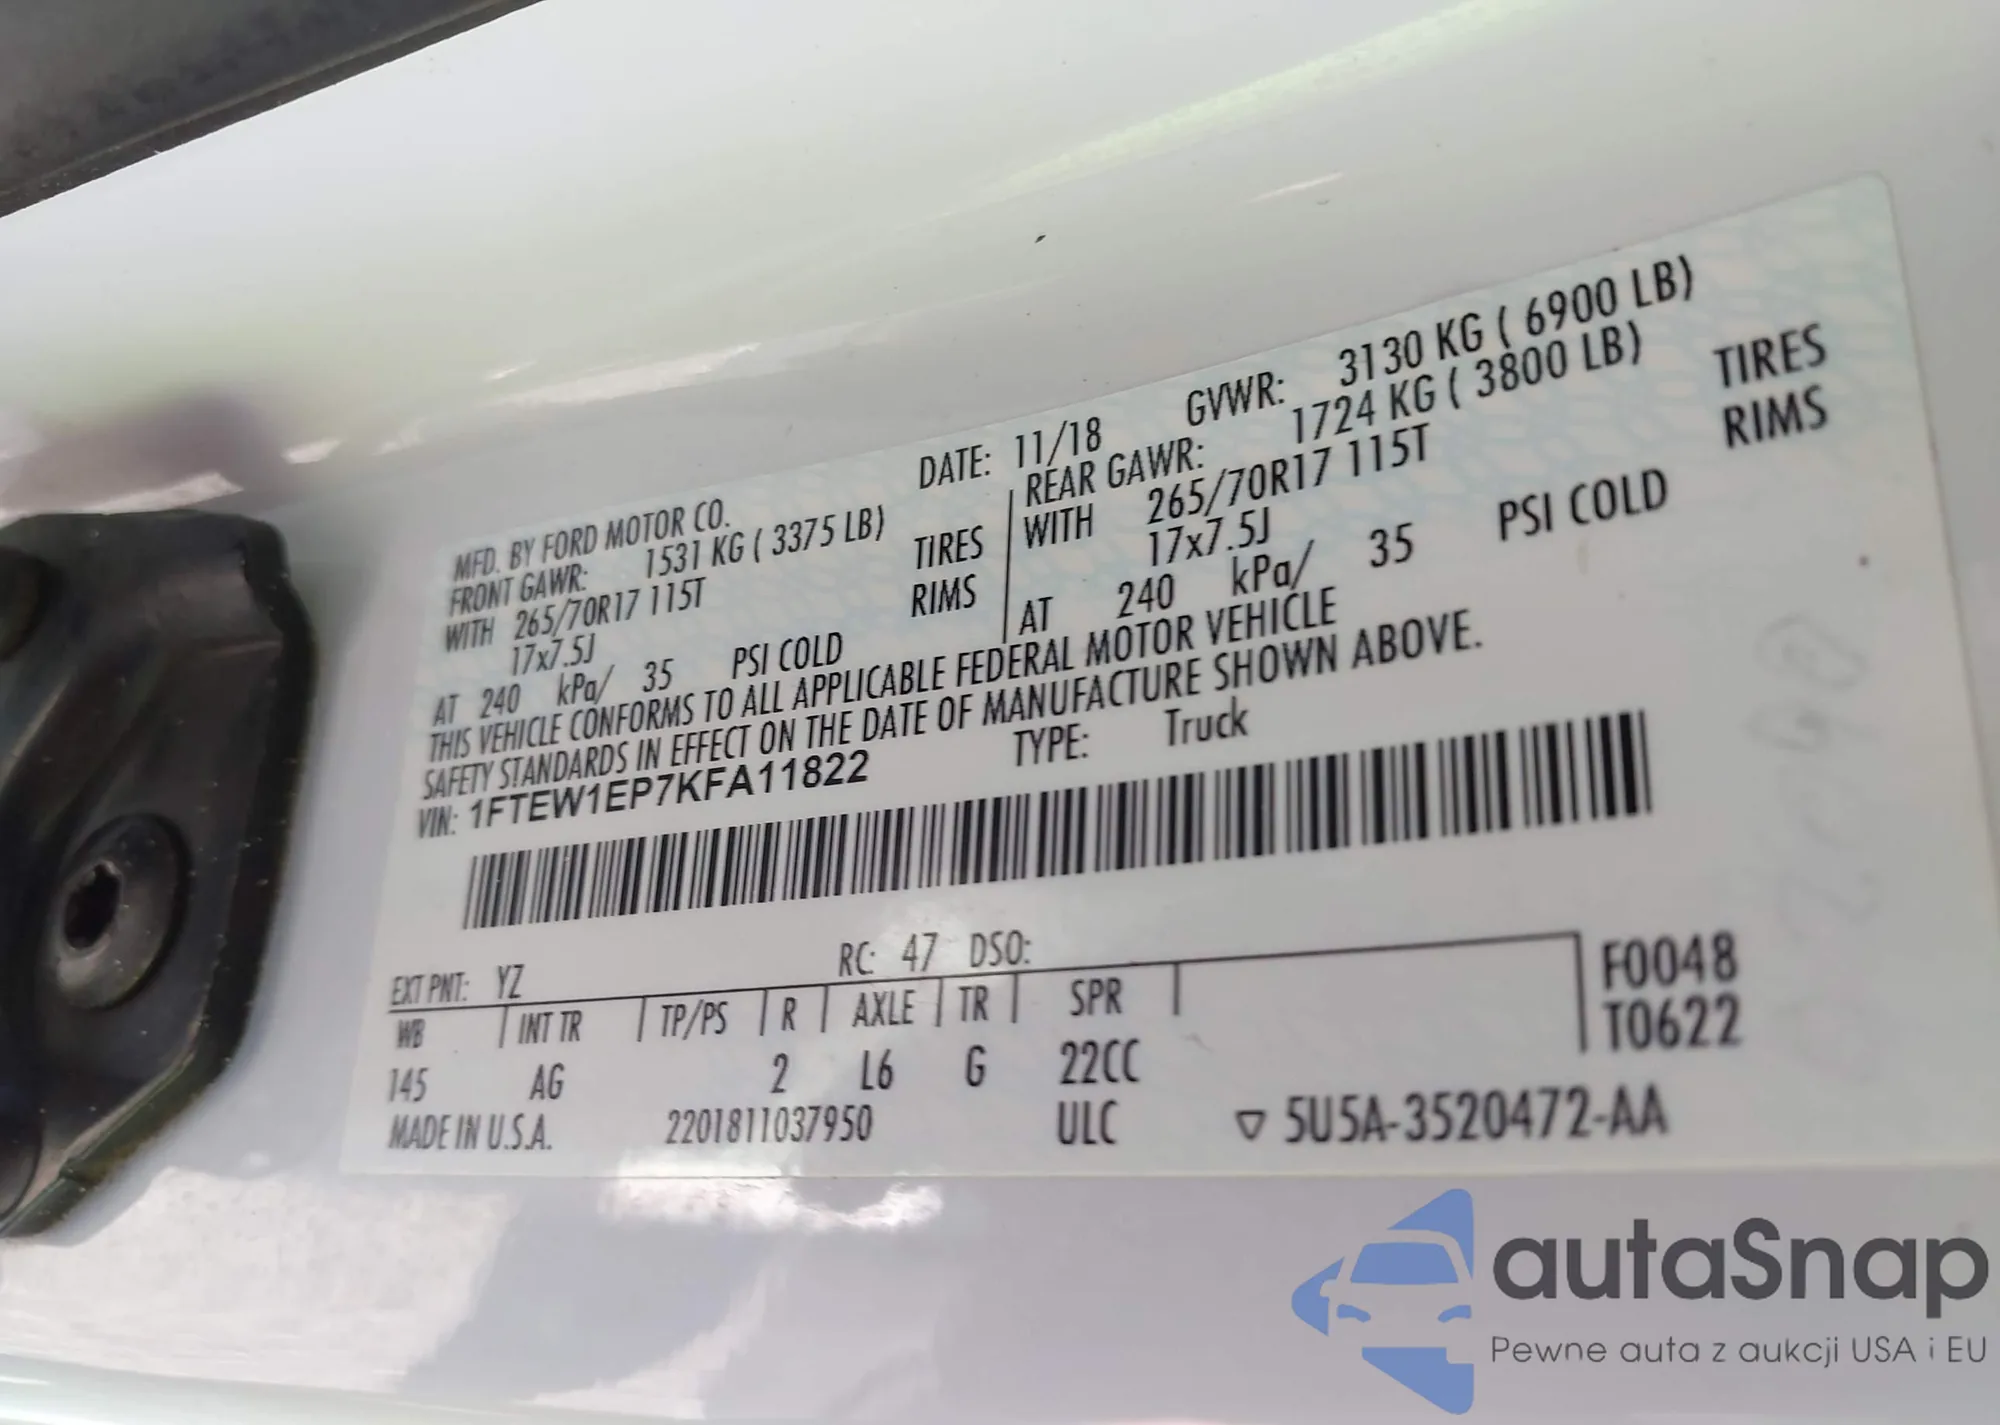 MFD. BY FORD MOTOR CO. DATE: 11/18 GVWR: 3130 KG ( 6900 LB)
FRONT GAWR: 1531 KG ( 3375 LB) REAR GAWR: 1724 KG ( 3800 LB)
WITH 265/70R17 115T TIRES WITH 265/70R17 115T TIRES
17x7.5J RIMS 17x7.5J RIMS
AT 240 kPa/ 35 PSI COLD AT 240 kPa/ 35 PSI COLD
THIS VEHICLE CONFORMS TO ALL APPLICABLE FEDERAL MOTOR VEHICLE
SAFETY STANDARDS IN EFFECT ON THE DATE OF MANUFACTURE SHOWN ABOVE.
VIN: 1FTEW1EP7KFA11822 TYPE: Truck
EXT PNT: YZ RC: 47 DSO: F0048
WB INT TR TP/PS R AXLE TR SPR T0622
145 AG 2 L6 G 22CC
MADE IN U.S.A. 2201811037950 ULC ▽ 5U5A-3520472-AA
autaSnap
Pewne auta z aukcji USA i EU